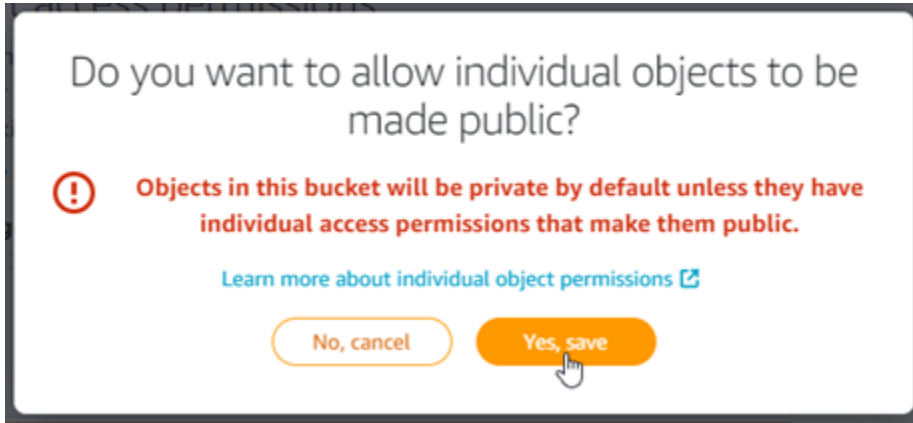 t access permissions
Do you want to allow individual objects to be
made public?
Objects in this bucket will be private by default unless they have
individual access permissions that make them public.
Learn more about individual object permissions
No, cancel
Yes, save